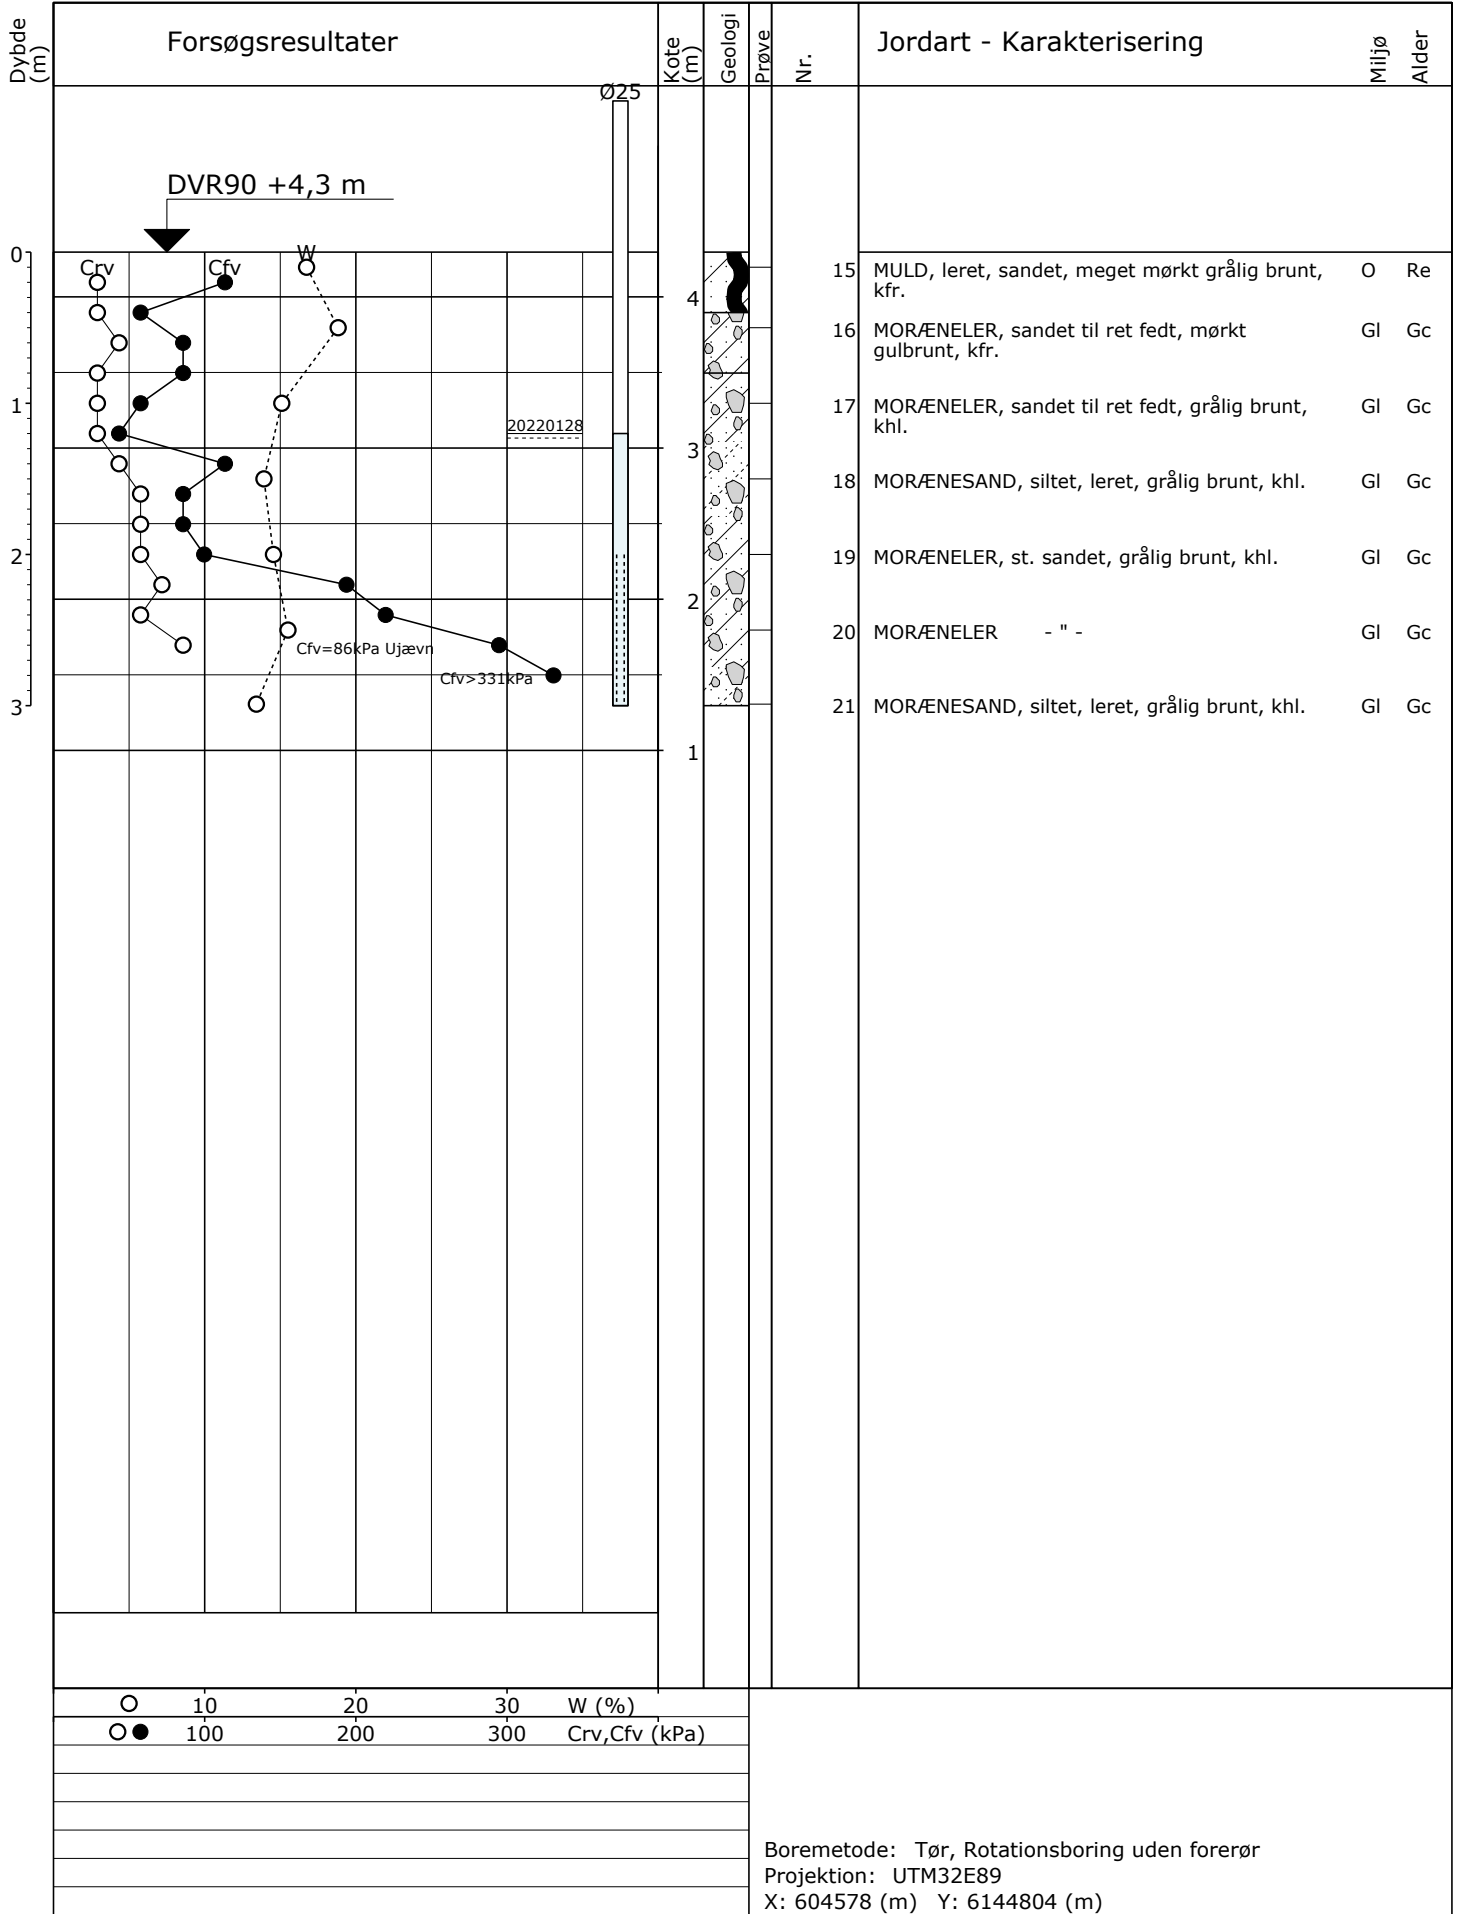 Dybde (m)
Forsøgsresultater
Kote (m)
Geologi
Prøve
Nr.
Jordart - Karakterisering
Miljø
Alder
Ø25
DVR90 +4,3 m
0
Crv
Cfv
W
15 MULD, leret, sandet, meget mørkt grålig brunt, O Re
kfr.
4
16 MORÆNELER, sandet til ret fedt, mørkt Gl Gc
gulbrunt, kfr.
1
17 MORÆNELER, sandet til ret fedt, grålig brunt, Gl Gc
khl.
20220128
3
18 MORÆNESAND, siltet, leret, grålig brunt, khl. Gl Gc
2
19 MORÆNELER, st. sandet, grålig brunt, khl. Gl Gc
2
20 MORÆNELER - " - Gl Gc
Cfv=86kPa Ujævn
Cfv>331kPa
3
21 MORÆNESAND, siltet, leret, grålig brunt, khl. Gl Gc
1
10 20 30 W (%)
100 200 300 Crv,Cfv (kPa)
Boremetode: Tør, Rotationsboring uden forerør
Projektion: UTM32E89
X: 604578 (m) Y: 6144804 (m)